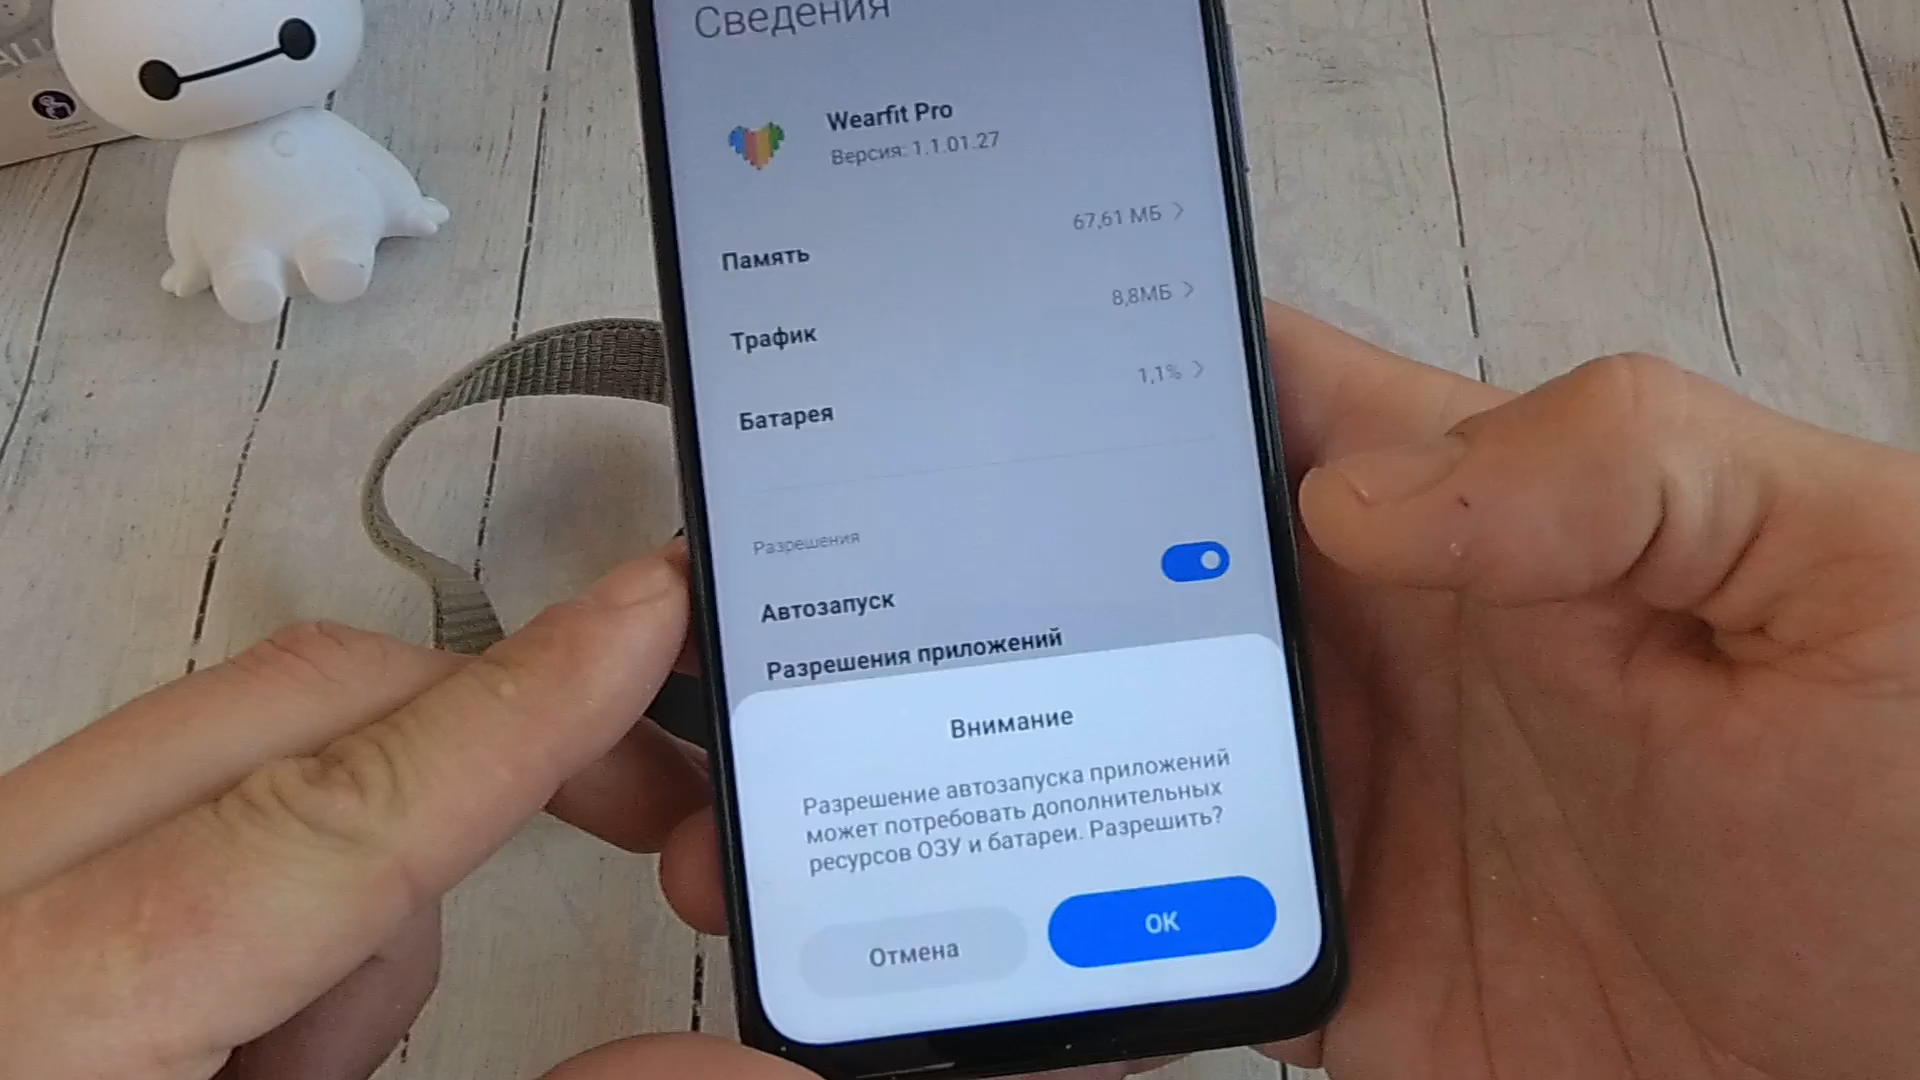 Сведения
Wearfit Pro
Версия: 1.1.01.27
67,61 МБ
Память
8,8МБ
Трафик
1,1%
Батарея
Разрешения
Автозапуск
Разрешения приложений
Внимание
Разрешение автозапуска приложений
может потребовать дополнительных
ресурсов ОЗУ и батареи. Разрешить?
Отмена
ОК